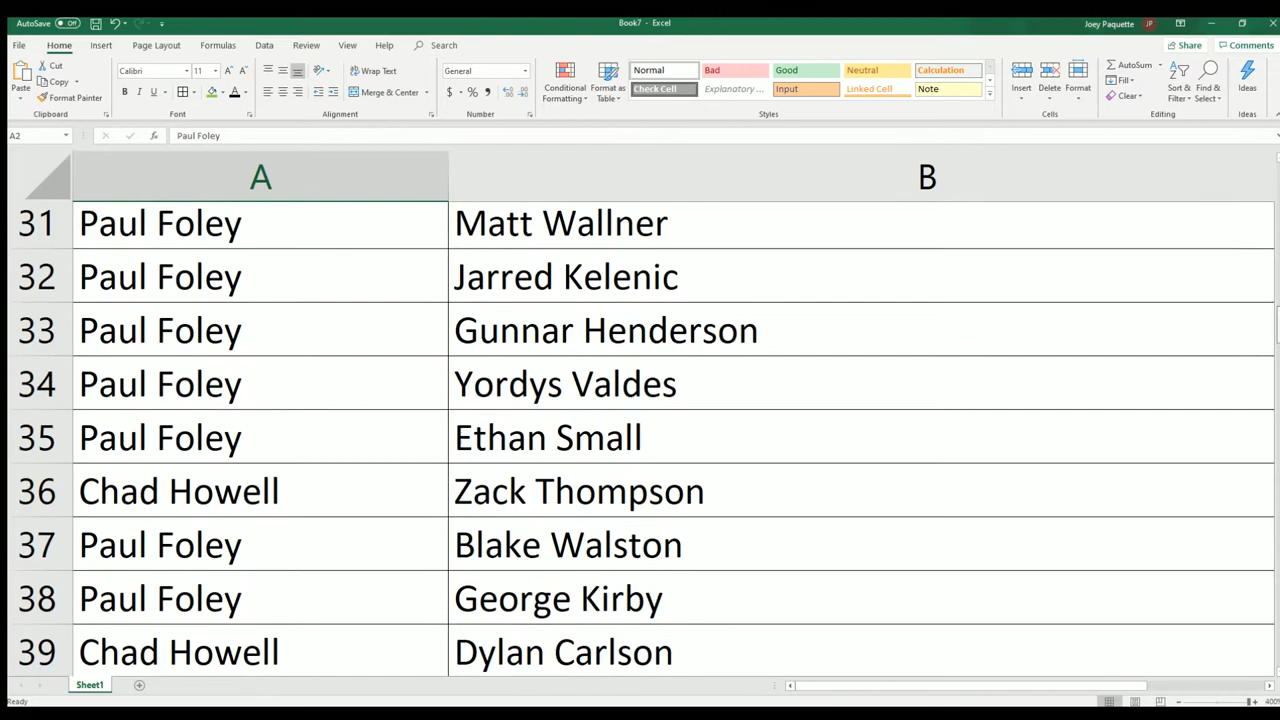 AutoSave Off Book7 - Excel Joey Paquette JP
File Home Insert Page Layout Formulas Data Review View Help Search Share Comments
Paste Cut Copy Format Painter Clipboard
Calibri 11 B I U A A A Font
Wrap Text Merge & Center Alignment
General $ % Number
Conditional Formatting Format as Table
Normal Bad Good Neutral Calculation
Check Cell Explanatory ... Input Linked Cell Note
Styles
Insert Delete Format Cells
AutoSum Fill Clear Sort & Filter Find & Select Editing
Ideas Ideas
A2 fx Paul Foley
A B
31 Paul Foley Matt Wallner
32 Paul Foley Jarred Kelenic
33 Paul Foley Gunnar Henderson
34 Paul Foley Yordys Valdes
35 Paul Foley Ethan Small
36 Chad Howell Zack Thompson
37 Paul Foley Blake Walston
38 Paul Foley George Kirby
39 Chad Howell Dylan Carlson
Sheet1
Ready 400%